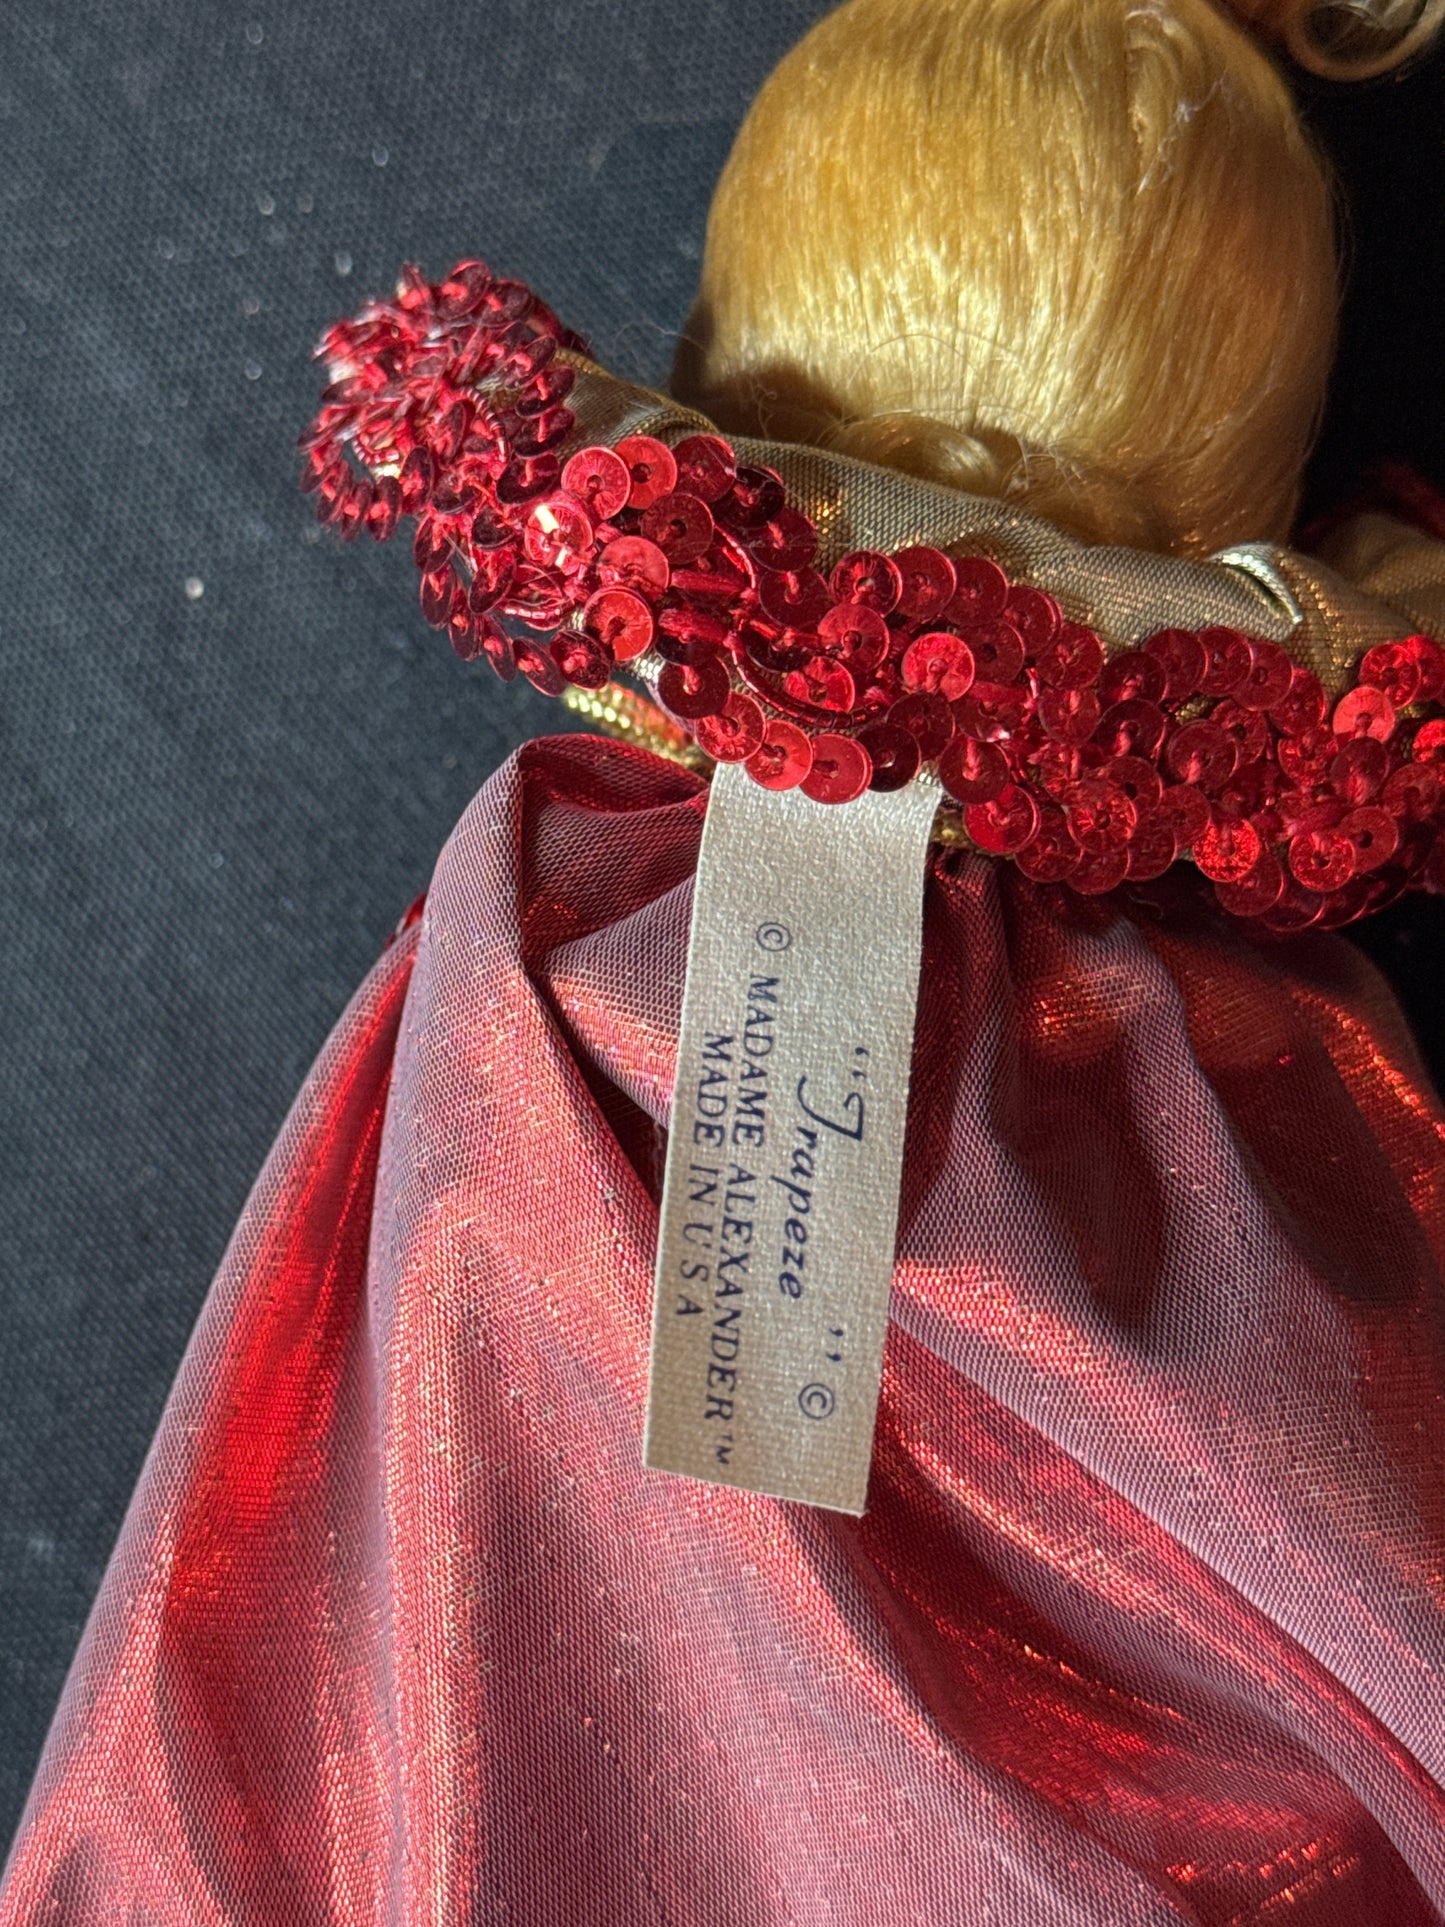 “Trapeze” ©
© MADAME ALEXANDER™
MADE IN U S A